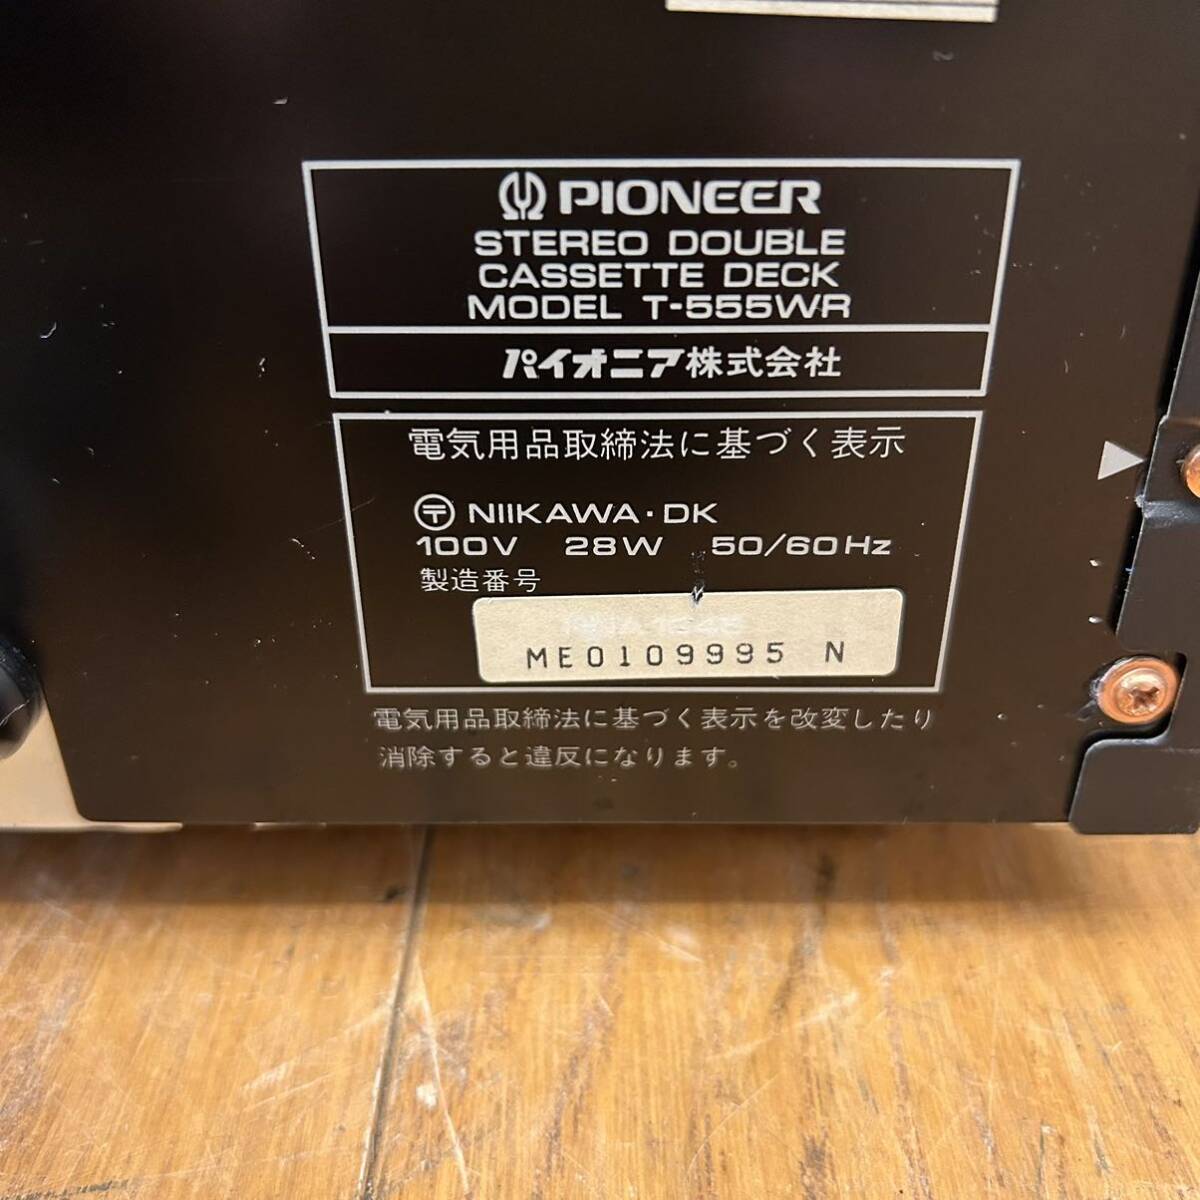 PIONEER
STEREO DOUBLE
CASSETTE DECK
MODEL T-555WR
パイオニア株式会社
電気用品取締法に基づく表示
〒 NIIKAWA・DK
100V 28W 50/60Hz
製造番号
ME0109995 N
電気用品取締法に基づく表示を改変したり
消除すると違反になります。